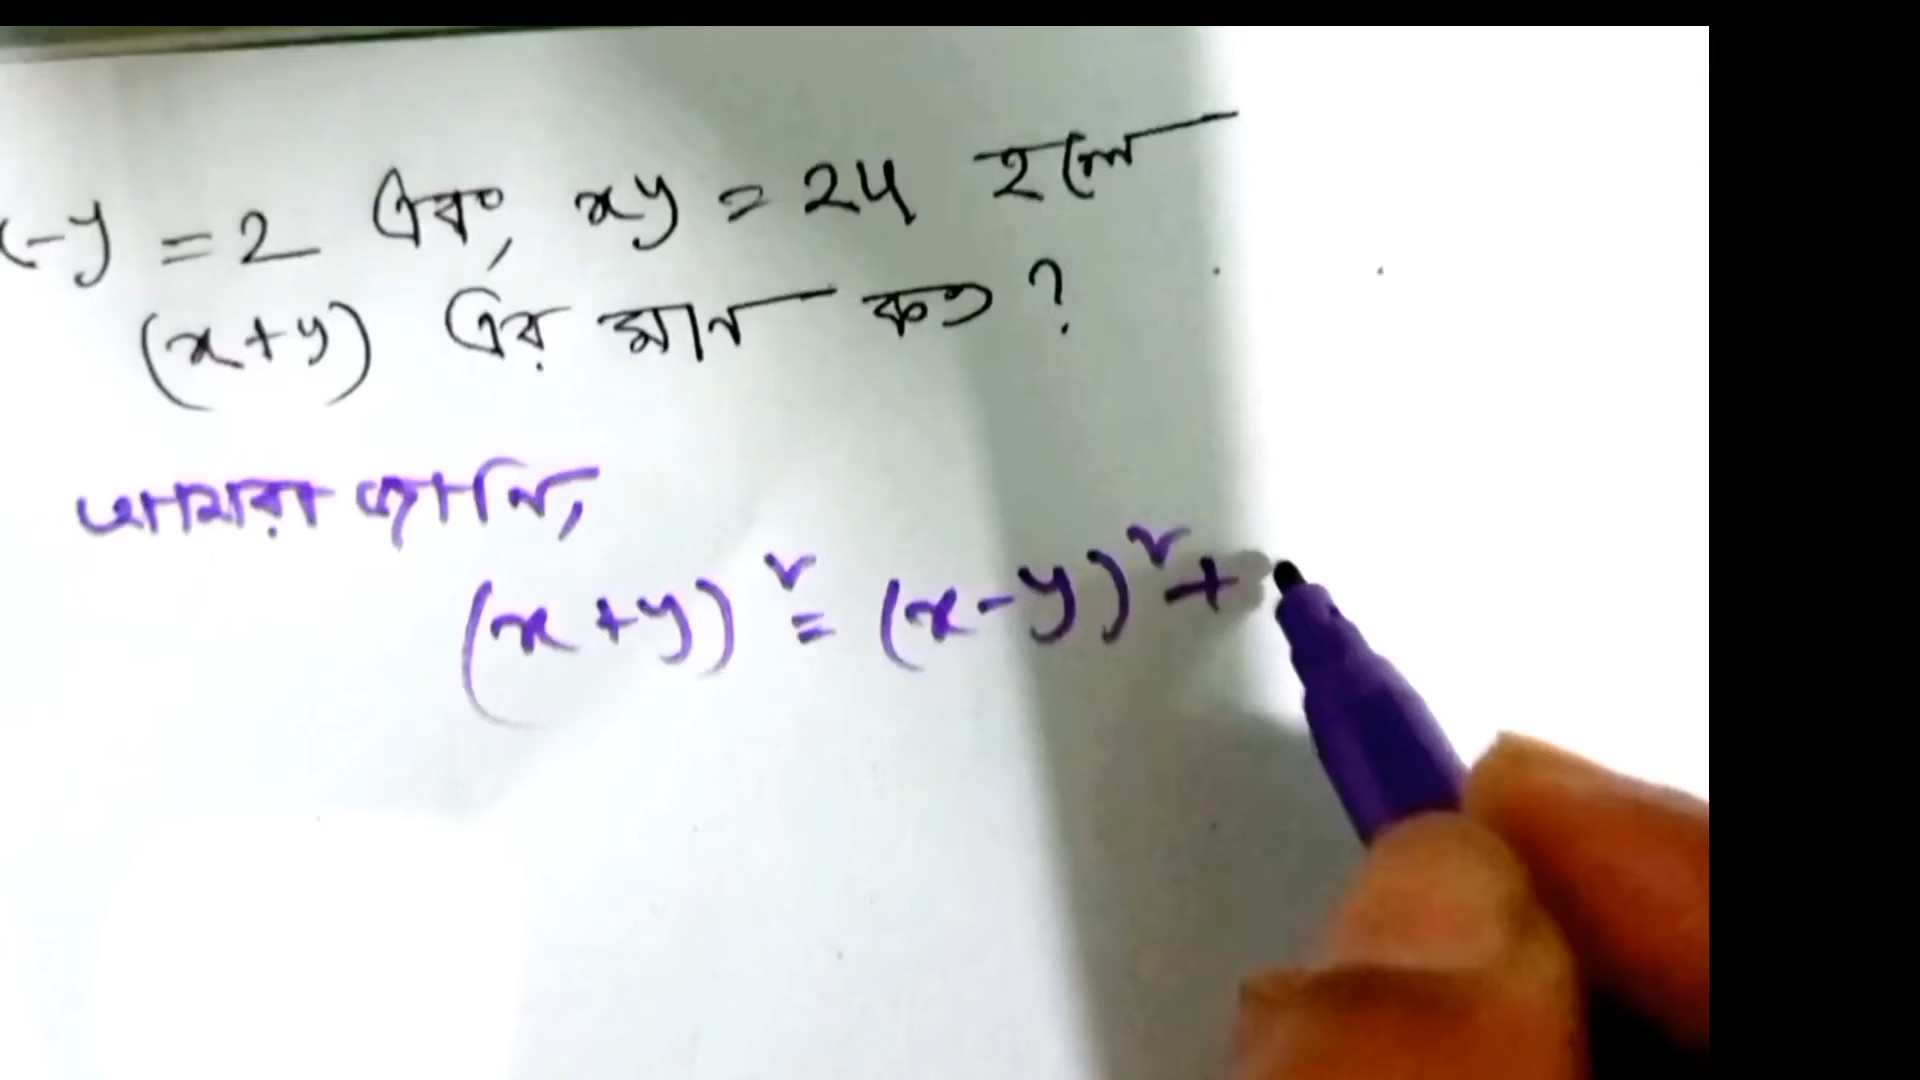 x-y = 2 এবং, xy = 24 হলে
(x+y) এর মান কত ?
আমরা জানি,
(x+y)² = (x-y)² +